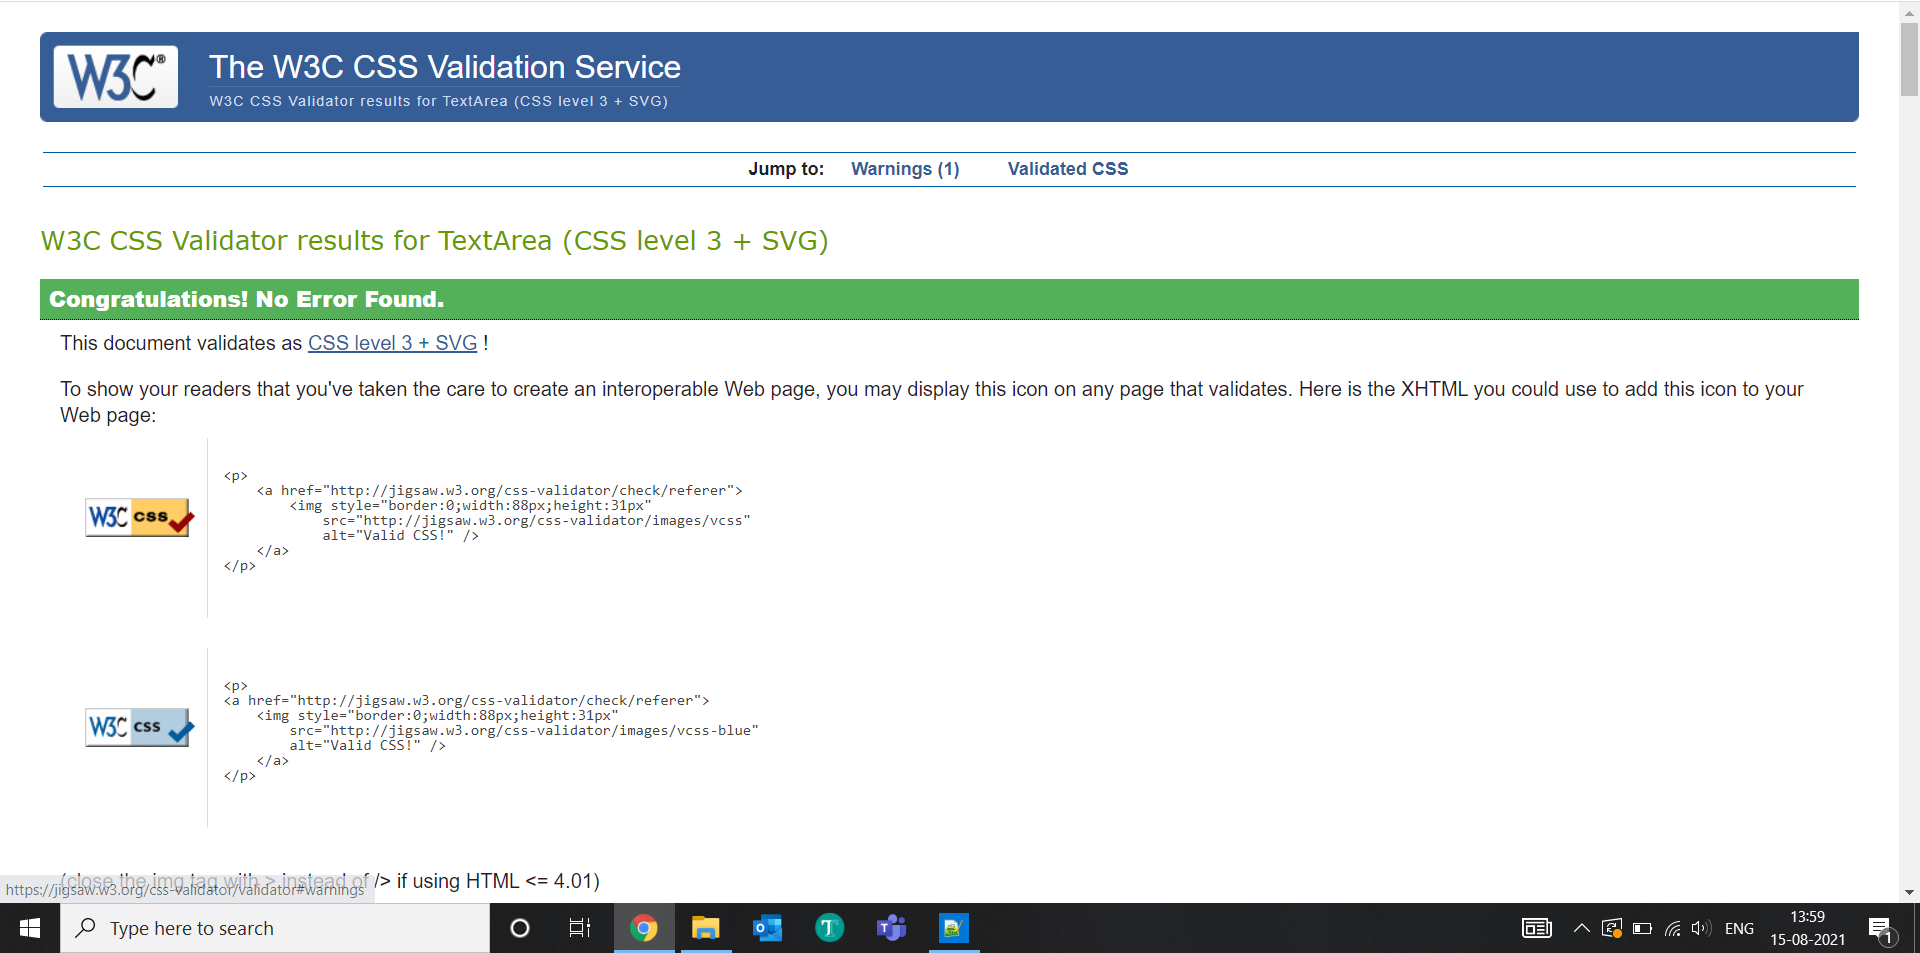 W3C®
The W3C CSS Validation Service
W3C CSS Validator results for TextArea (CSS level 3 + SVG)
Jump to: Warnings (1) Validated CSS
W3C CSS Validator results for TextArea (CSS level 3 + SVG)
Congratulations! No Error Found.
This document validates as CSS level 3 + SVG !
To show your readers that you've taken the care to create an interoperable Web page, you may display this icon on any page that validates. Here is the XHTML you could use to add this icon to your
Web page:
W3C css
<p>
<a href="http://jigsaw.w3.org/css-validator/check/referer">
<img style="border:0;width:88px;height:31px"
src="http://jigsaw.w3.org/css-validator/images/vcss"
alt="Valid CSS!" />
</a>
</p>
W3C css
<p>
<a href="http://jigsaw.w3.org/css-validator/check/referer">
<img style="border:0;width:88px;height:31px"
src="http://jigsaw.w3.org/css-validator/images/vcss-blue"
alt="Valid CSS!" />
</a>
</p>
(close the img tag with > instead of /> if using HTML <= 4.01)
https://jigsaw.w3.org/css-validator/validator#warnings
Type here to search
ENG
13:59
15-08-2021
1